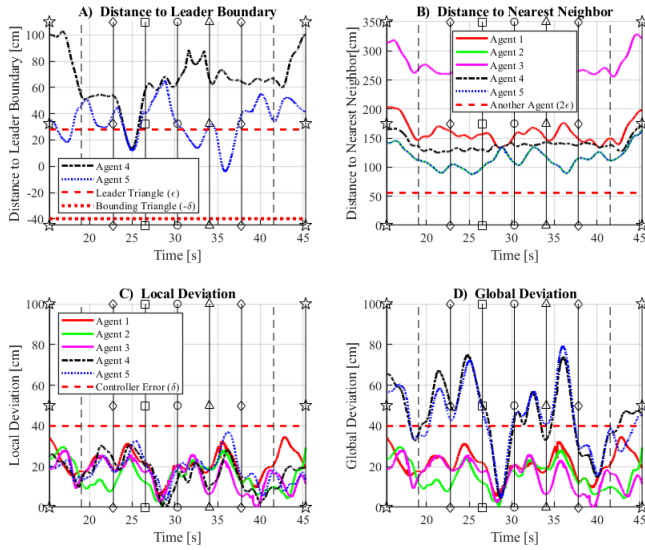 A) Distance to Leader Boundary
Distance to Leader Boundary [cm]
100
80
60
40
20
0
-20
-40
Agent 4
Agent 5
Leader Triangle (ϵ)
Bounding Triangle (-δ)
20 25 30 35 40 45
Time [s]
B) Distance to Nearest Neighbor
Distance to Nearest Neighbor[cm]
350
300
250
200
150
100
50
0
Agent 1
Agent 2
Agent 3
Agent 4
Agent 5
Another Agent (2ϵ)
20 25 30 35 40 45
Time [s]
C) Local Deviation
Local Deviation [cm]
100
80
60
40
20
0
Agent 1
Agent 2
Agent 3
Agent 4
Agent 5
Controller Error (δ)
20 25 30 35 40 45
Time [s]
D) Global Deviation
Global Deviation [cm]
100
80
60
40
20
0
20 25 30 35 40 45
Time [s]